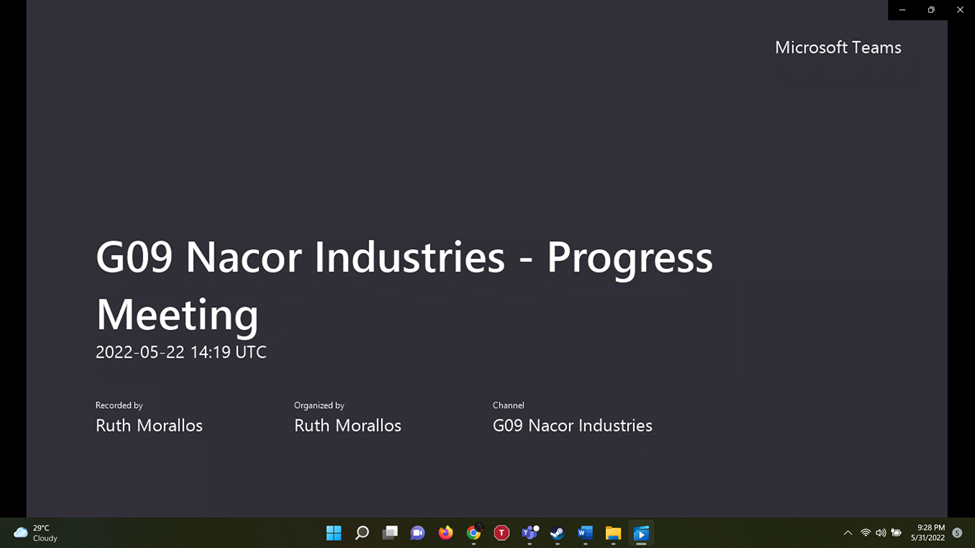 Microsoft Teams
G09 Nacor Industries - Progress
Meeting
2022-05-22 14:19 UTC
Recorded by
Ruth Morallos
Organized by
Ruth Morallos
Channel
G09 Nacor Industries
29°C
Cloudy
T
W
9:28 PM
5/31/2022
5